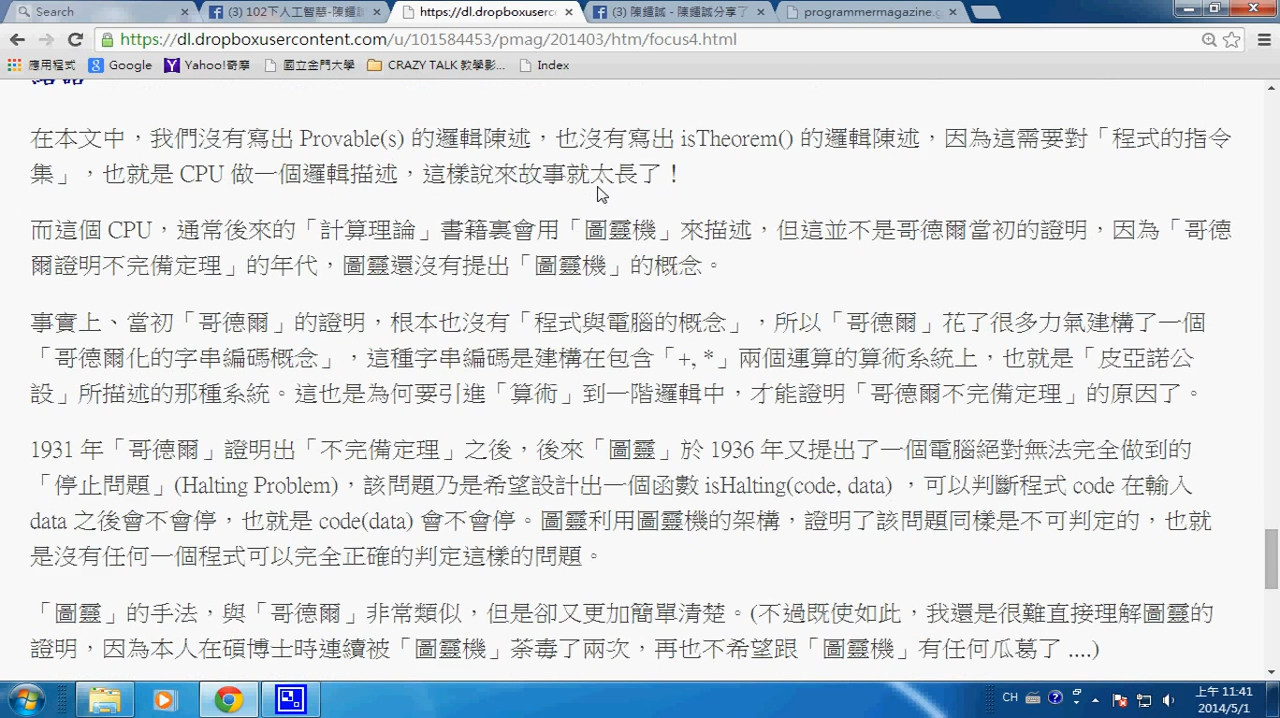 Search
(3) 102下人工智慧-陳鍾
https://dl.dropboxuserc
(3) 陳鍾誠 - 陳鍾誠分享了
programmermagazine.g
https://dl.dropboxusercontent.com/u/101584453/pmag/201403/htm/focus4.html
應用程式
Google
Yahoo!奇摩
國立金門大學
CRAZY TALK 教學影...
Index
在本文中，我們沒有寫出 Provable(s) 的邏輯陳述，也沒有寫出 isTheorem() 的邏輯陳述，因為這需要對「程式的指令
集」，也就是 CPU 做一個邏輯描述，這樣說來故事就太長了！
而這個 CPU，通常後來的「計算理論」書籍裏會用「圖靈機」來描述，但這並不是哥德爾當初的證明，因為「哥德
爾證明不完備定理」的年代，圖靈還沒有提出「圖靈機」的概念。
事實上、當初「哥德爾」的證明，根本也沒有「程式與電腦的概念」，所以「哥德爾」花了很多力氣建構了一個
「哥德爾化的字串編碼概念」，這種字串編碼是建構在包含「+, *」兩個運算的算術系統上，也就是「皮亞諾公
設」所描述的那種系統。這也是為何要引進「算術」到一階邏輯中，才能證明「哥德爾不完備定理」的原因了。
1931 年「哥德爾」證明出「不完備定理」之後，後來「圖靈」於 1936 年又提出了一個電腦絕對無法完全做到的
「停止問題」(Halting Problem)，該問題乃是希望設計出一個函數 isHalting(code, data) ，可以判斷程式 code 在輸入
data 之後會不會停，也就是 code(data) 會不會停。圖靈利用圖靈機的架構，證明了該問題同樣是不可判定的，也就
是沒有任何一個程式可以完全正確的判定這樣的問題。
「圖靈」的手法，與「哥德爾」非常類似，但是卻又更加簡單清楚。(不過既使如此，我還是很難直接理解圖靈的
證明，因為本人在碩博士時連續被「圖靈機」荼毒了兩次，再也不希望跟「圖靈機」有任何瓜葛了 ....)
CH
上午 11:41
2014/5/1